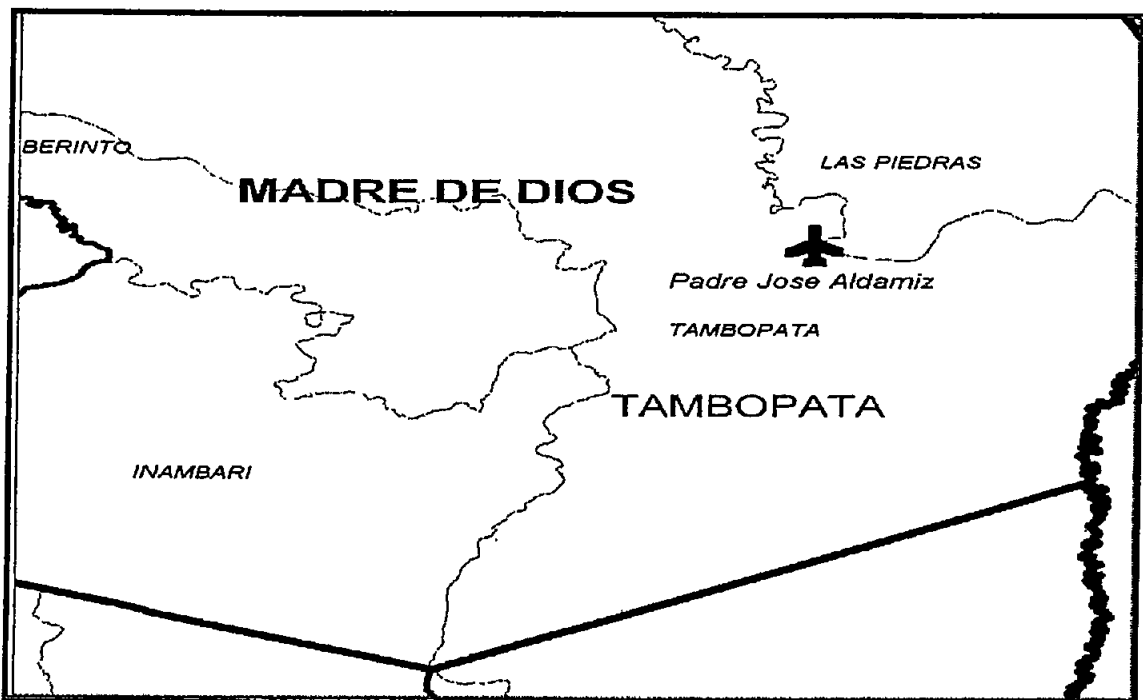 BERINTO
LAS PIEDRAS
MADRE DE DIOS
Padre Jose Aldamiz
TAMBOPATA
TAMBOPATA
INAMBARI